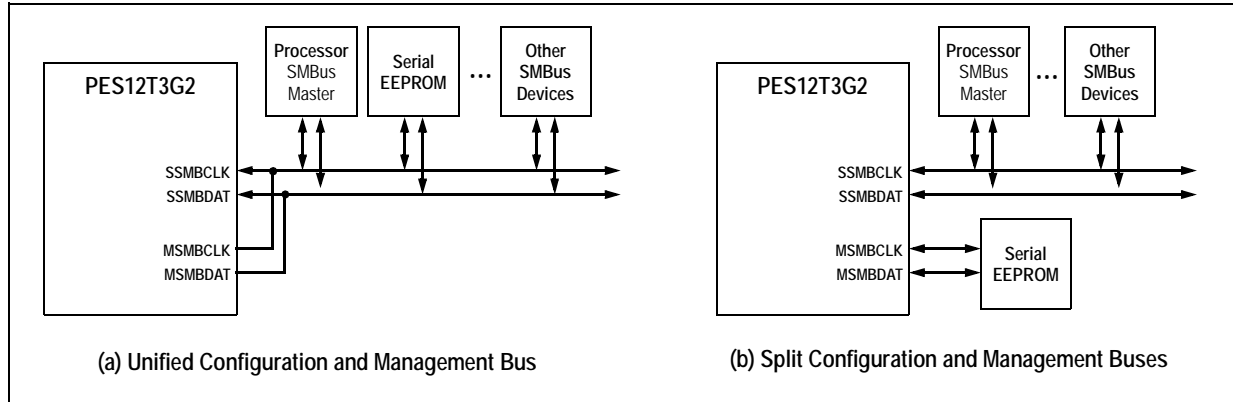 PES12T3G2
Processor
SMBus
Master
Serial
EEPROM
...
Other
SMBus
Devices
SSMBCLK
SSMBDAT
MSMBCLK
MSMBDAT
(a) Unified Configuration and Management Bus
PES12T3G2
Processor
SMBus
Master
...
Other
SMBus
Devices
SSMBCLK
SSMBDAT
MSMBCLK
MSMBDAT
Serial
EEPROM
(b) Split Configuration and Management Buses